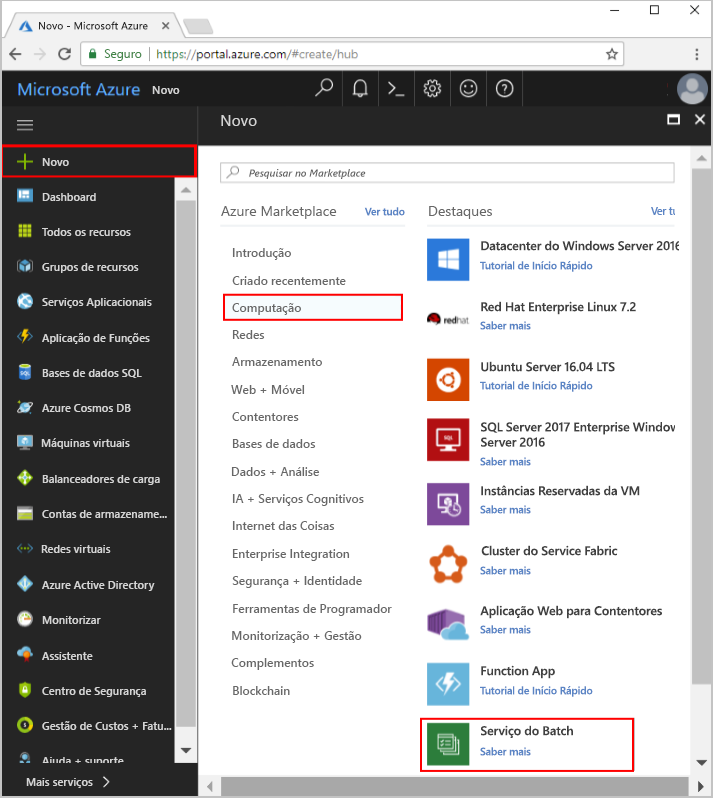 Novo - Microsoft Azure
Seguro
https://portal.azure.com/#create/hub
Microsoft Azure Novo
Novo
Novo
Dashboard
Todos os recursos
Grupos de recursos
Serviços Aplicacionais
Aplicação de Funções
Bases de dados SQL
Azure Cosmos DB
Máquinas virtuais
Balanceadores de carga
Contas de armazename...
Redes virtuais
Azure Active Directory
Monitorizar
Assistente
Centro de Segurança
Gestão de Custos + Fatu...
Ajuda + suporte
Mais serviços
Pesquisar no Marketplace
Azure Marketplace
Ver tudo
Introdução
Criado recentemente
Computação
Redes
Armazenamento
Web + Móvel
Contentores
Bases de dados
Dados + Análise
IA + Serviços Cognitivos
Internet das Coisas
Enterprise Integration
Segurança + Identidade
Ferramentas de Programador
Monitorização + Gestão
Complementos
Blockchain
Destaques
Ver tu
Datacenter do Windows Server 2016
Tutorial de Início Rápido
redhat
Red Hat Enterprise Linux 7.2
Saber mais
Ubuntu Server 16.04 LTS
Tutorial de Início Rápido
SQL
SQL Server 2017 Enterprise Window
Server 2016
Saber mais
Instâncias Reservadas da VM
Saber mais
Cluster do Service Fabric
Saber mais
Aplicação Web para Contentores
Saber mais
Function App
Tutorial de Início Rápido
Serviço do Batch
Saber mais